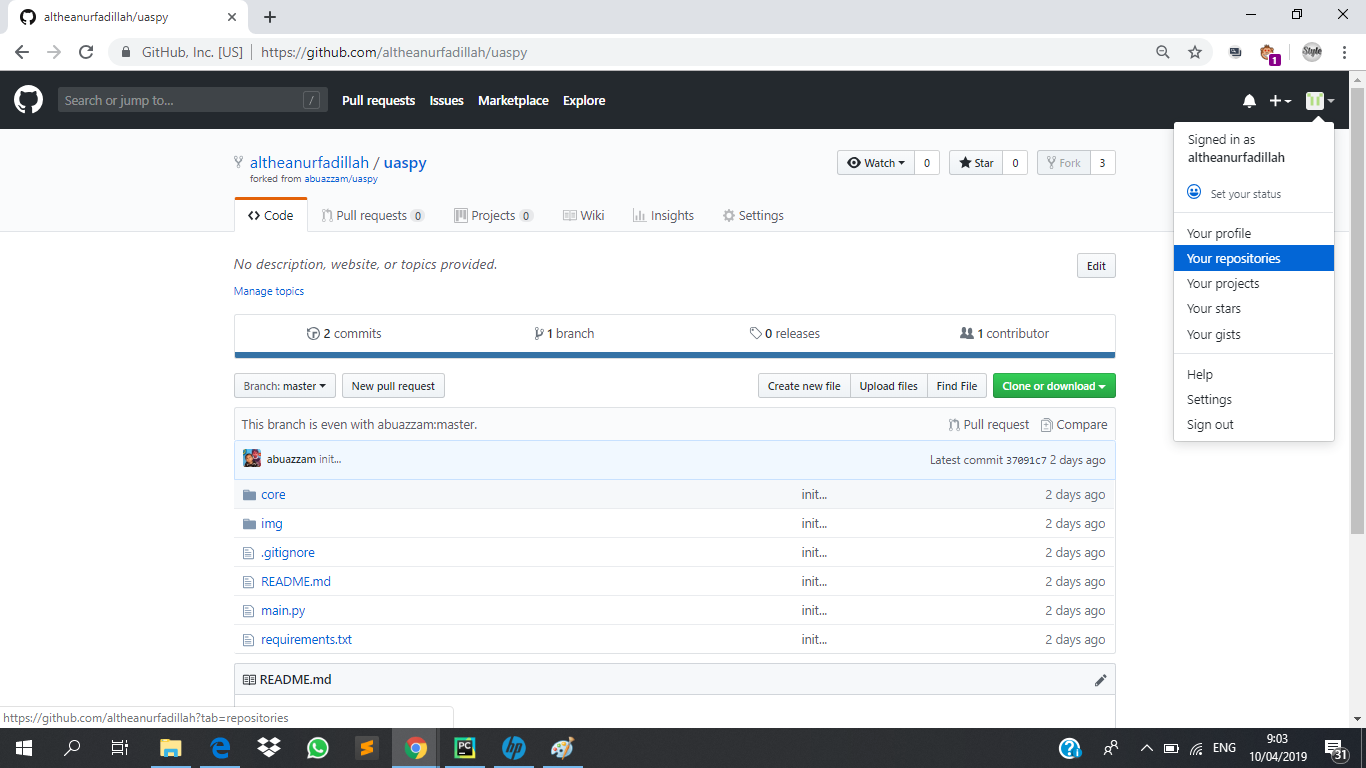 altheanurfadillah/uaspy
GitHub, Inc. [US] https://github.com/altheanurfadillah/uaspy
1
Search or jump to... /
Pull requests Issues Marketplace Explore
altheanurfadillah / uaspy
forked from abuazzam/uaspy
Watch 0 Star 0 Fork 3
Code Pull requests 0 Projects 0 Wiki Insights Settings
No description, website, or topics provided.
Edit
Manage topics
2 commits 1 branch 0 releases 1 contributor
Branch: master New pull request Create new file Upload files Find File Clone or download
This branch is even with abuazzam:master. Pull request Compare
abuazzam init... Latest commit 37091c7 2 days ago
core init... 2 days ago
img init... 2 days ago
.gitignore init... 2 days ago
README.md init... 2 days ago
main.py init... 2 days ago
requirements.txt init... 2 days ago
README.md
Signed in as
altheanurfadillah
Set your status
Your profile
Your repositories
Your projects
Your stars
Your gists
Help
Settings
Sign out
https://github.com/altheanurfadillah?tab=repositories
PC
hp
?
ENG
9:03
10/04/2019
31